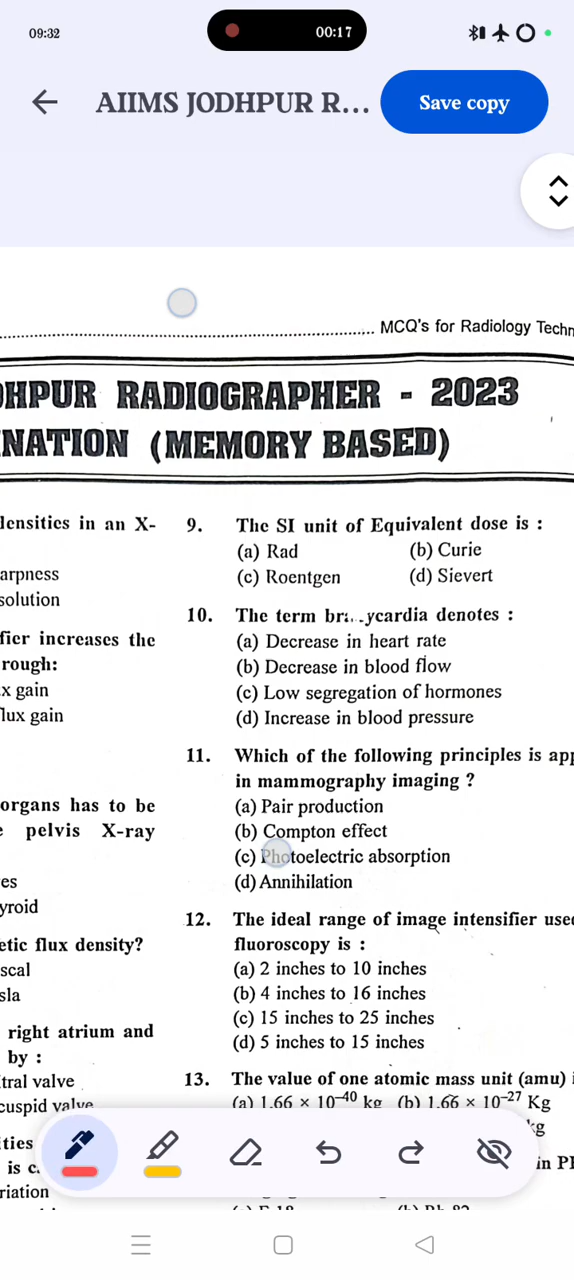 09:32
00:17
AIIMS JODHPUR R...
Save copy
MCQ's for Radiology Techn
OHPUR RADIOGRAPHER - 2023
NATION (MEMORY BASED)
densities in an X-
arpness
solution
fier increases the
rough:
x gain
lux gain
organs has to be
e pelvis X-ray
es
yroid
etic flux density?
scal
sla
right atrium and
by :
tral valve
cuspid valve
ities
is c
riation
9. The SI unit of Equivalent dose is :
(a) Rad (b) Curie
(c) Roentgen (d) Sievert
10. The term bra ycardia denotes :
(a) Decrease in heart rate
(b) Decrease in blood flow
(c) Low segregation of hormones
(d) Increase in blood pressure
11. Which of the following principles is app
in mammography imaging ?
(a) Pair production
(b) Compton effect
(c) Photoelectric absorption
(d) Annihilation
12. The ideal range of image intensifier use
fluoroscopy is :
(a) 2 inches to 10 inches
(b) 4 inches to 16 inches
(c) 15 inches to 25 inches
(d) 5 inches to 15 inches
13. The value of one atomic mass unit (amu) i
(a) 1.66 × 10⁻⁴⁰ kg (b) 1.66 × 10⁻²⁷ Kg
kg
in P